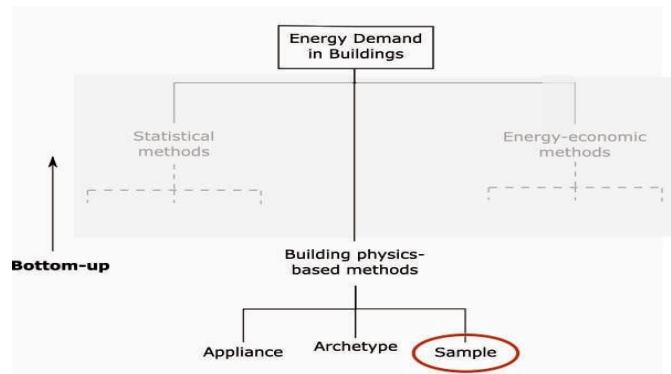 Energy Demand
in Buildings
Statistical
methods
Energy-economic
methods
Bottom-up
Building physics-
based methods
Appliance
Archetype
Sample